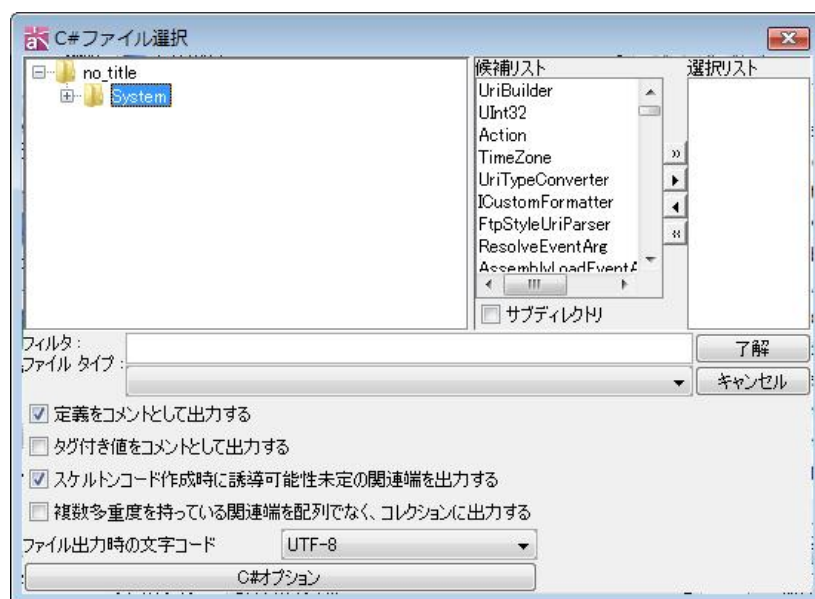 C#ファイル選択
no_title
System
候補リスト
UriBuilder
UInt32
Action
TimeZone
UriTypeConverter
ICustomFormatter
FtpStyleUriParser
ResolveEventArg
AssemblyLoadEventA
サブディレクトリ
選択リスト
フィルタ :
了解
ファイル タイプ :
キャンセル
定義をコメントとして出力する
タグ付き値をコメントとして出力する
スケルトンコード作成時に誘導可能性未定の関連端を出力する
複数多重度を持っている関連端を配列でなく、コレクションに出力する
ファイル出力時の文字コード UTF-8
C#オプション